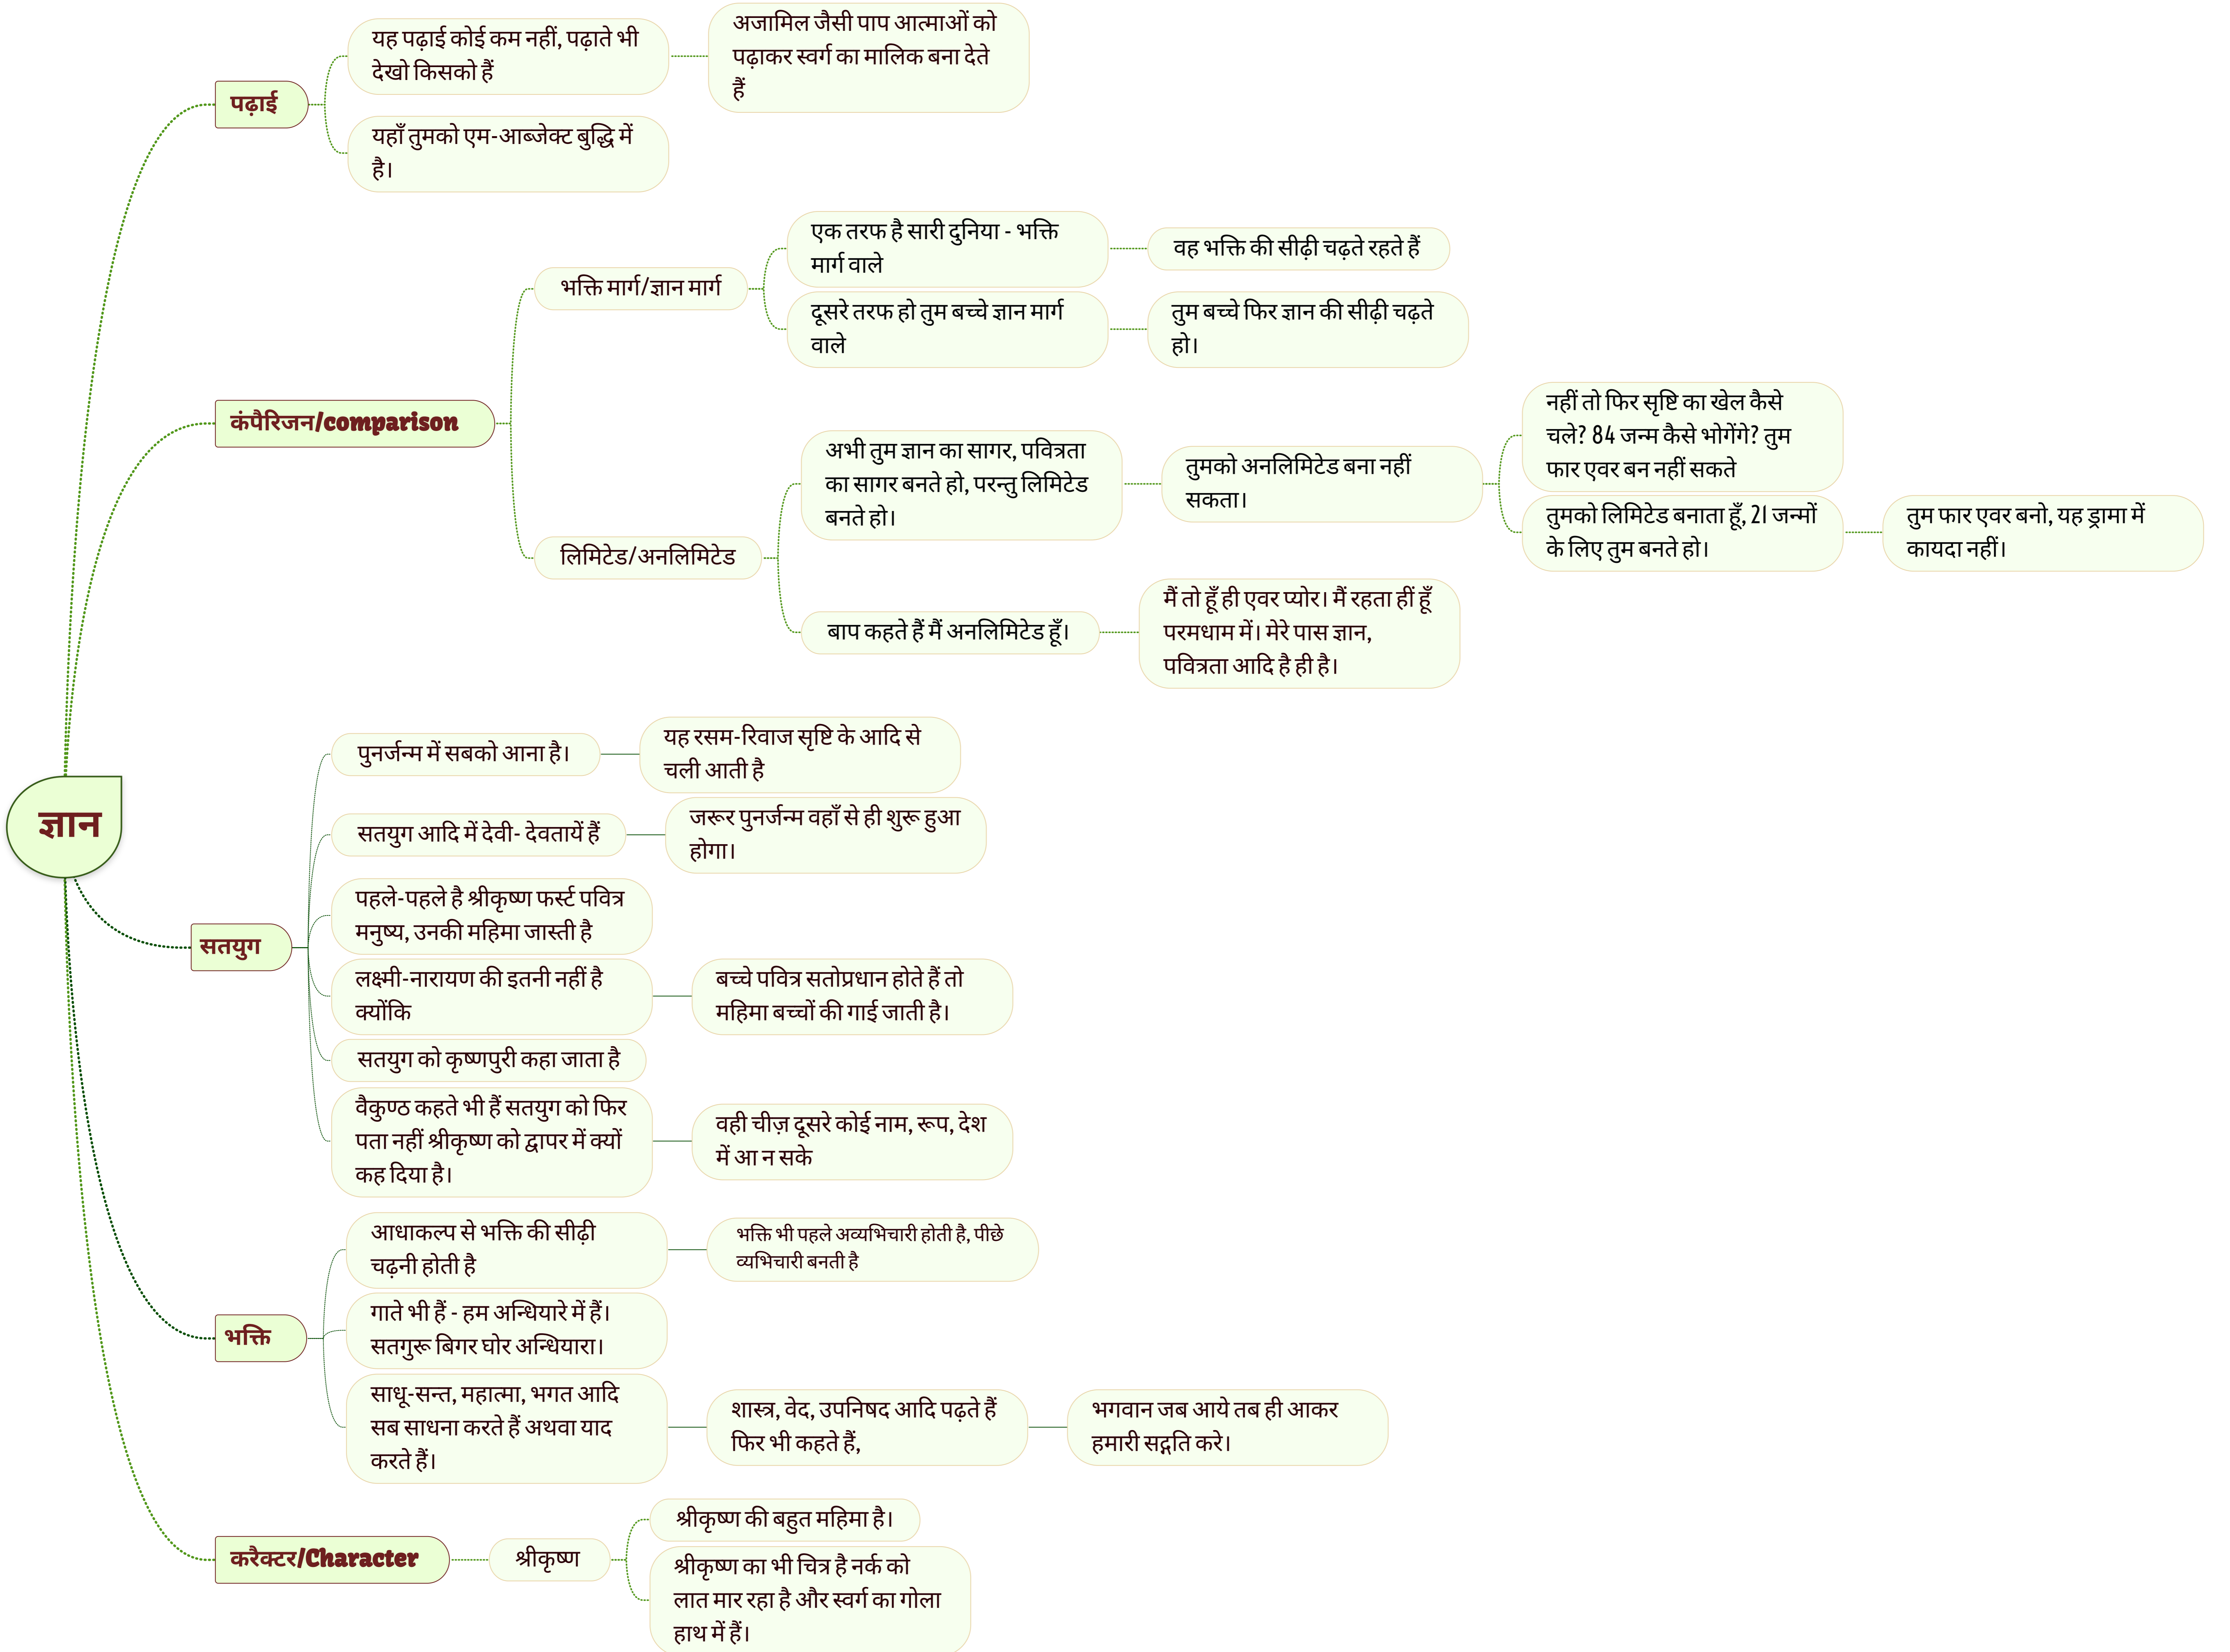 यह पढ़ाई कोई कम नहीं, पढ़ाते भी
देखो किसको हैं
अजामिल जैसी पाप आत्माओं को
पढ़ाकर स्वर्ग का मालिक बना देते
हैं
पढ़ाई
यहाँ तुमको एम-आब्जेक्ट बुद्धि में
है।
कंपैरिजन/comparison
भक्ति मार्ग/ज्ञान मार्ग
एक तरफ है सारी दुनिया - भक्ति
मार्ग वाले
वह भक्ति की सीढ़ी चढ़ते रहते हैं
दूसरे तरफ हो तुम बच्चे ज्ञान मार्ग
वाले
तुम बच्चे फिर ज्ञान की सीढ़ी चढ़ते
हो।
लिमिटेड/अनलिमिटेड
अभी तुम ज्ञान का सागर, पवित्रता
का सागर बनते हो, परन्तु लिमिटेड
बनते हो।
तुमको अनलिमिटेड बना नहीं
सकता।
नहीं तो फिर सृष्टि का खेल कैसे
चले? 84 जन्म कैसे भोगेंगे? तुम
फार एवर बन नहीं सकते
तुमको लिमिटेड बनाता हूँ, 21 जन्मों
के लिए तुम बनते हो।
तुम फार एवर बनो, यह ड्रामा में
कायदा नहीं।
बाप कहते हैं मैं अनलिमिटेड हूँ।
मैं तो हूँ ही एवर प्योर। मैं रहता हीं हूँ
परमधाम में। मेरे पास ज्ञान,
पवित्रता आदि है ही है।
ज्ञान
सतयुग
पुनर्जन्म में सबको आना है।
यह रसम-रिवाज सृष्टि के आदि से
चली आती है
सतयुग आदि में देवी- देवतायें हैं
जरूर पुनर्जन्म वहाँ से ही शुरू हुआ
होगा।
पहले-पहले है श्रीकृष्ण फर्स्ट पवित्र
मनुष्य, उनकी महिमा जास्ती है
लक्ष्मी-नारायण की इतनी नहीं है
क्योंकि
बच्चे पवित्र सतोप्रधान होते हैं तो
महिमा बच्चों की गाई जाती है।
सतयुग को कृष्णपुरी कहा जाता है
वैकुण्ठ कहते भी हैं सतयुग को फिर
पता नहीं श्रीकृष्ण को द्वापर में क्यों
कह दिया है।
वही चीज़ दूसरे कोई नाम, रूप, देश
में आ न सके
भक्ति
आधाकल्प से भक्ति की सीढ़ी
चढ़नी होती है
भक्ति भी पहले अव्यभिचारी होती है, पीछे
व्यभिचारी बनती है
गाते भी हैं - हम अन्धियारे में हैं।
सतगुरू बिगर घोर अन्धियारा।
साधू-सन्त, महात्मा, भगत आदि
सब साधना करते हैं अथवा याद
करते हैं।
शास्त्र, वेद, उपनिषद आदि पढ़ते हैं
फिर भी कहते हैं,
भगवान जब आये तब ही आकर
हमारी सद्गति करे।
करैक्टर/Character
श्रीकृष्ण
श्रीकृष्ण की बहुत महिमा है।
श्रीकृष्ण का भी चित्र है नर्क को
लात मार रहा है और स्वर्ग का गोला
हाथ में हैं।